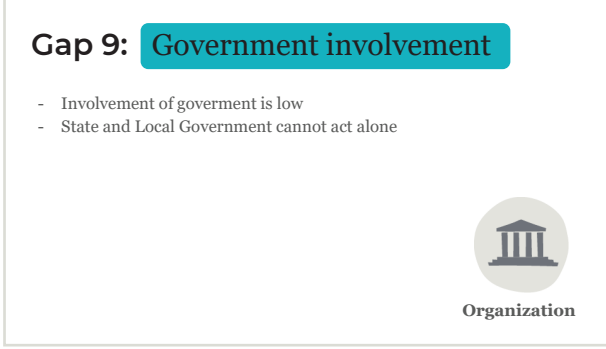 Gap 9: Government involvement
- Involvement of goverment is low
- State and Local Government cannot act alone
Organization